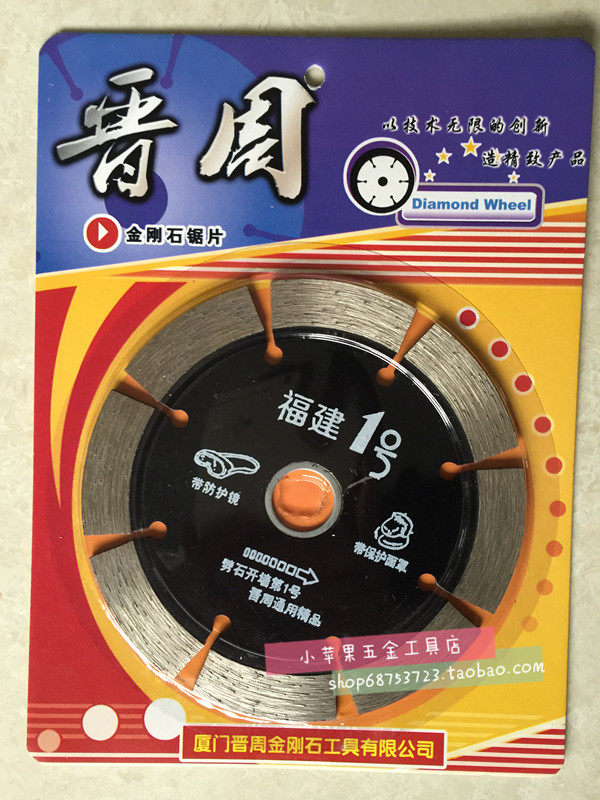 晋周
以技术无限的创新
造精致产品
Diamond Wheel
金刚石锯片
福建1号
带防护镜
带保护面罩
劈石开墙第1号
晋周通用精品
小苹果五金工具店
shop68753723.taobao.com
厦门晋周金刚石工具有限公司